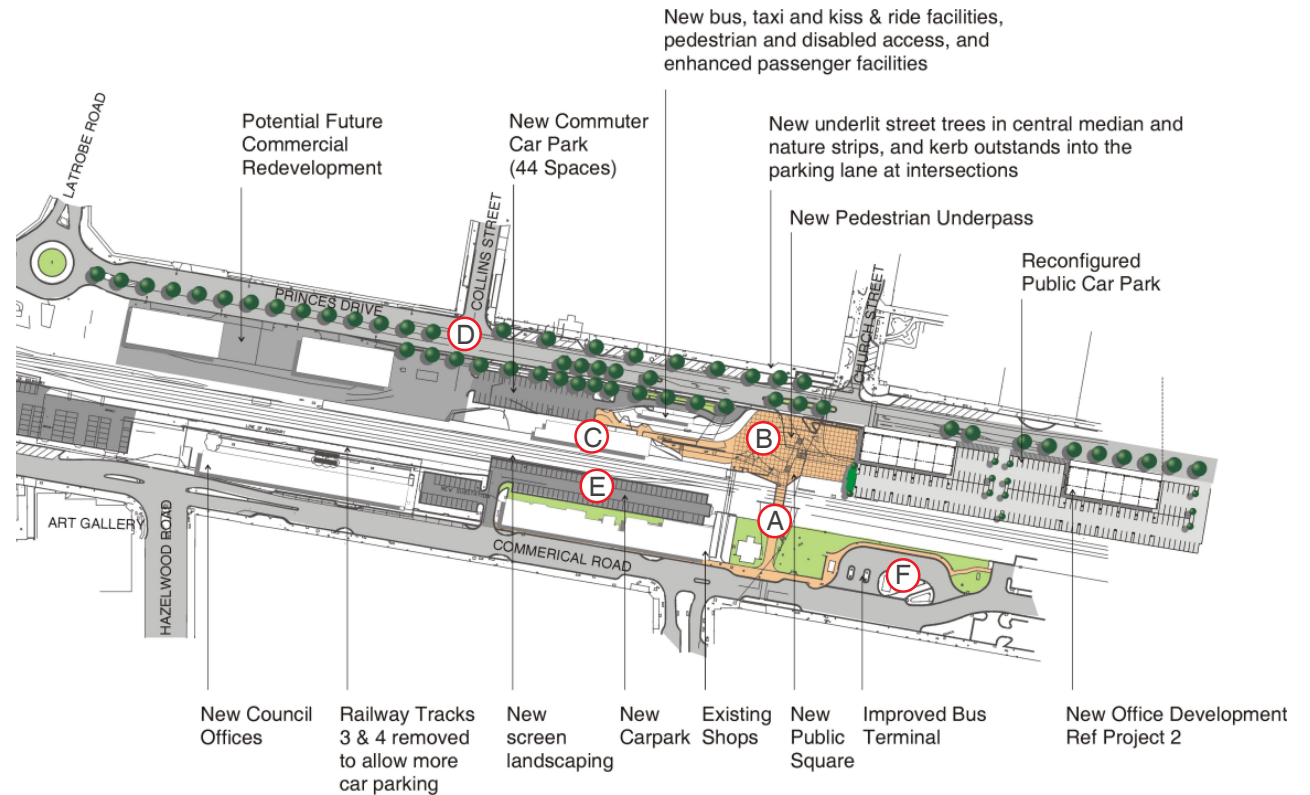 New bus, taxi and kiss & ride facilities,
pedestrian and disabled access, and
enhanced passenger facilities
Potential Future
Commercial
Redevelopment
New Commuter
Car Park
(44 Spaces)
New underlit street trees in central median and
nature strips, and kerb outstands into the
parking lane at intersections
New Pedestrian Underpass
Reconfigured
Public Car Park
LATROBE ROAD
COLLINS STREET
CHURCH STREET
PRINCES DRIVE
D
C
B
E
A
F
LINE OF BOUNDARY
NEW SUBSTATION
ART GALLERY
HAZELWOOD ROAD
COMMERICAL ROAD
New Council
Offices
Railway Tracks
3 & 4 removed
to allow more
car parking
New
screen
landscaping
New
Carpark
Existing
Shops
New
Public
Square
Improved Bus
Terminal
New Office Development
Ref Project 2